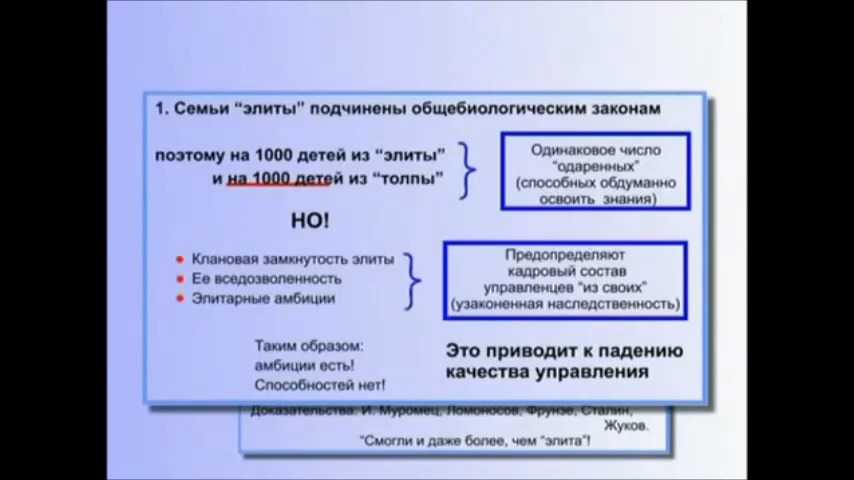 1. Семьи “элиты” подчинены общебиологическим законам
поэтому на 1000 детей из “элиты”
и на 1000 детей из “толпы”
Одинаковое число
“одаренных”
(способных обдуманно
освоить знания)
НО!
Клановая замкнутость элиты
Ее вседозволенность
Элитарные амбиции
Предопределяют
кадровый состав
управленцев “из своих”
(узаконенная наследственность)
Таким образом:
амбиции есть!
Способностей нет!
Это приводит к падению
качества управления
Доказательства: И. Муромец, Ломоносов, Фрунзе, Сталин,
Жуков.
“Смогли и даже более, чем “элита”!